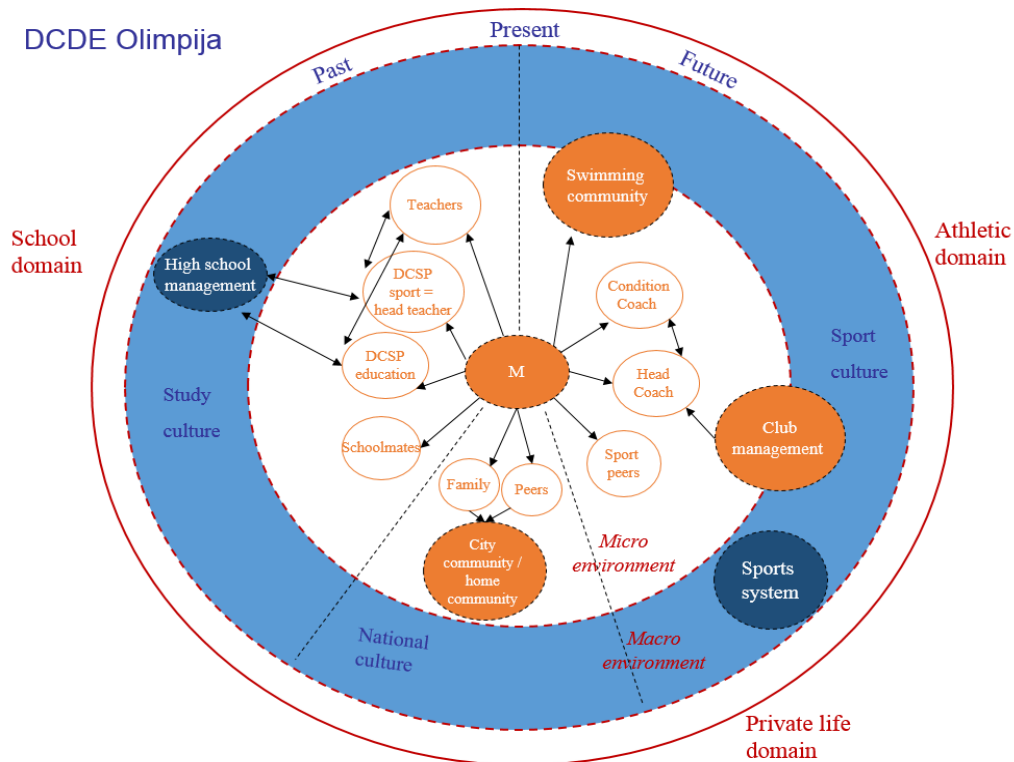 DCDE Olimpija
Present
Past
Future
Swimming
community
Teachers
School
domain
Athletic
domain
High school
management
DCSP
sport =
head teacher
Condition
Coach
DCSP
education
M
Head
Coach
Sport
culture
Study
culture
Club
management
Schoolmates
Sport
peers
Family
Peers
City
community /
home
community
Micro
environment
Sports
system
National
culture
Macro
environment
Private life
domain